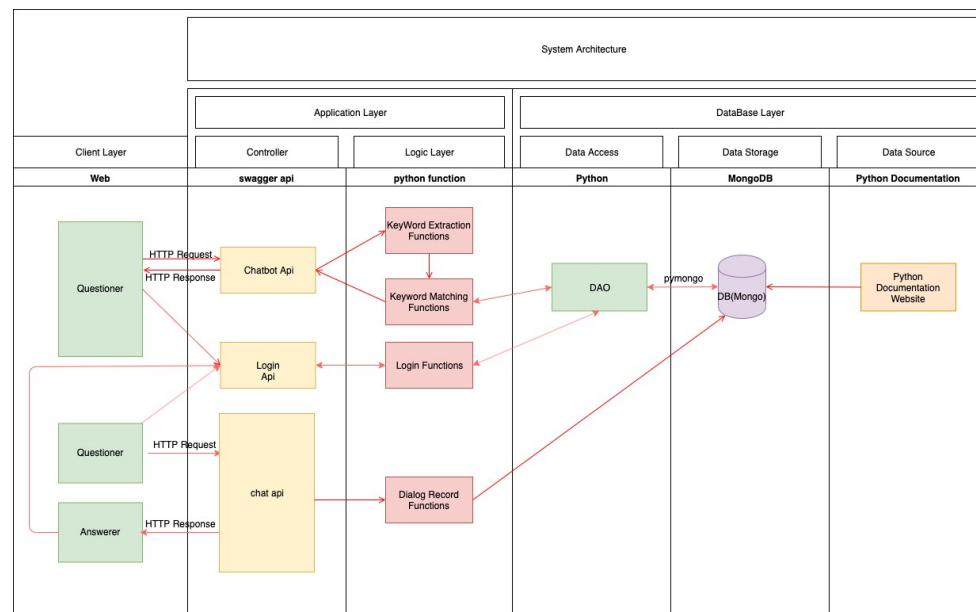 System Architecture
Application Layer
DataBase Layer
Client Layer
Controller
Logic Layer
Data Access
Data Storage
Data Source
Web
swagger api
python function
Python
MongoDB
Python Documentation
KeyWord Extraction
Functions
HTTP Request
HTTP Response
Questioner
Chatbot Api
Keyword Matching
Functions
DAO
pymongo
DB(Mongo)
Python
Documentation
Website
Login
Api
Login Functions
Questioner
HTTP Request
chat api
Dialog Record
Functions
HTTP Response
Answerer